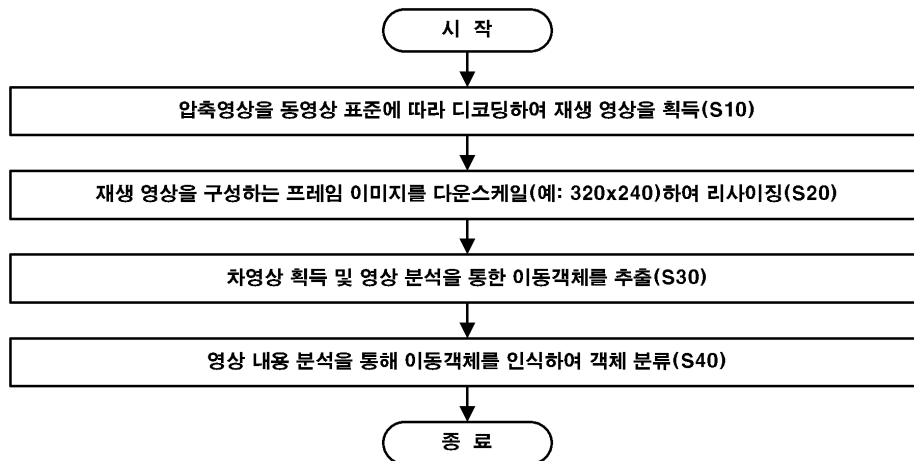 시 작
압축영상을 동영상 표준에 따라 디코딩하여 재생 영상을 획득(S10)
재생 영상을 구성하는 프레임 이미지를 다운스케일(예: 320x240)하여 리사이징(S20)
차영상 획득 및 영상 분석을 통한 이동객체를 추출(S30)
영상 내용 분석을 통해 이동객체를 인식하여 객체 분류(S40)
종 료